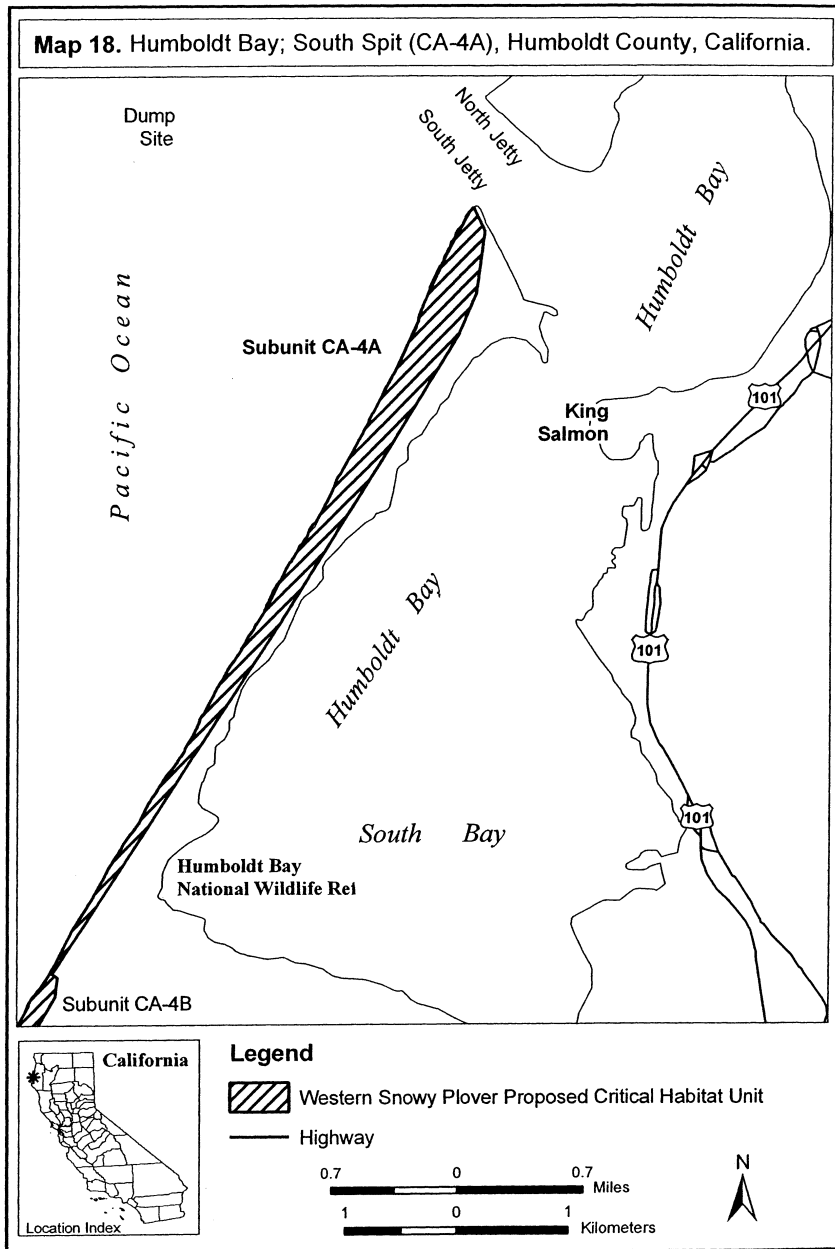 Map 18. Humboldt Bay; South Spit (CA-4A), Humboldt County, California.
Dump
Site
North Jetty
South Jetty
Humboldt Bay
Pacific Ocean
Subunit CA-4A
101
King
Salmon
Humboldt Bay
101
101
South Bay
Humboldt Bay
National Wildlife Rei
Subunit CA-4B
California
Location Index
Legend
Western Snowy Plover Proposed Critical Habitat Unit
Highway
0.7 0 0.7
Miles
1 0 1
Kilometers
N